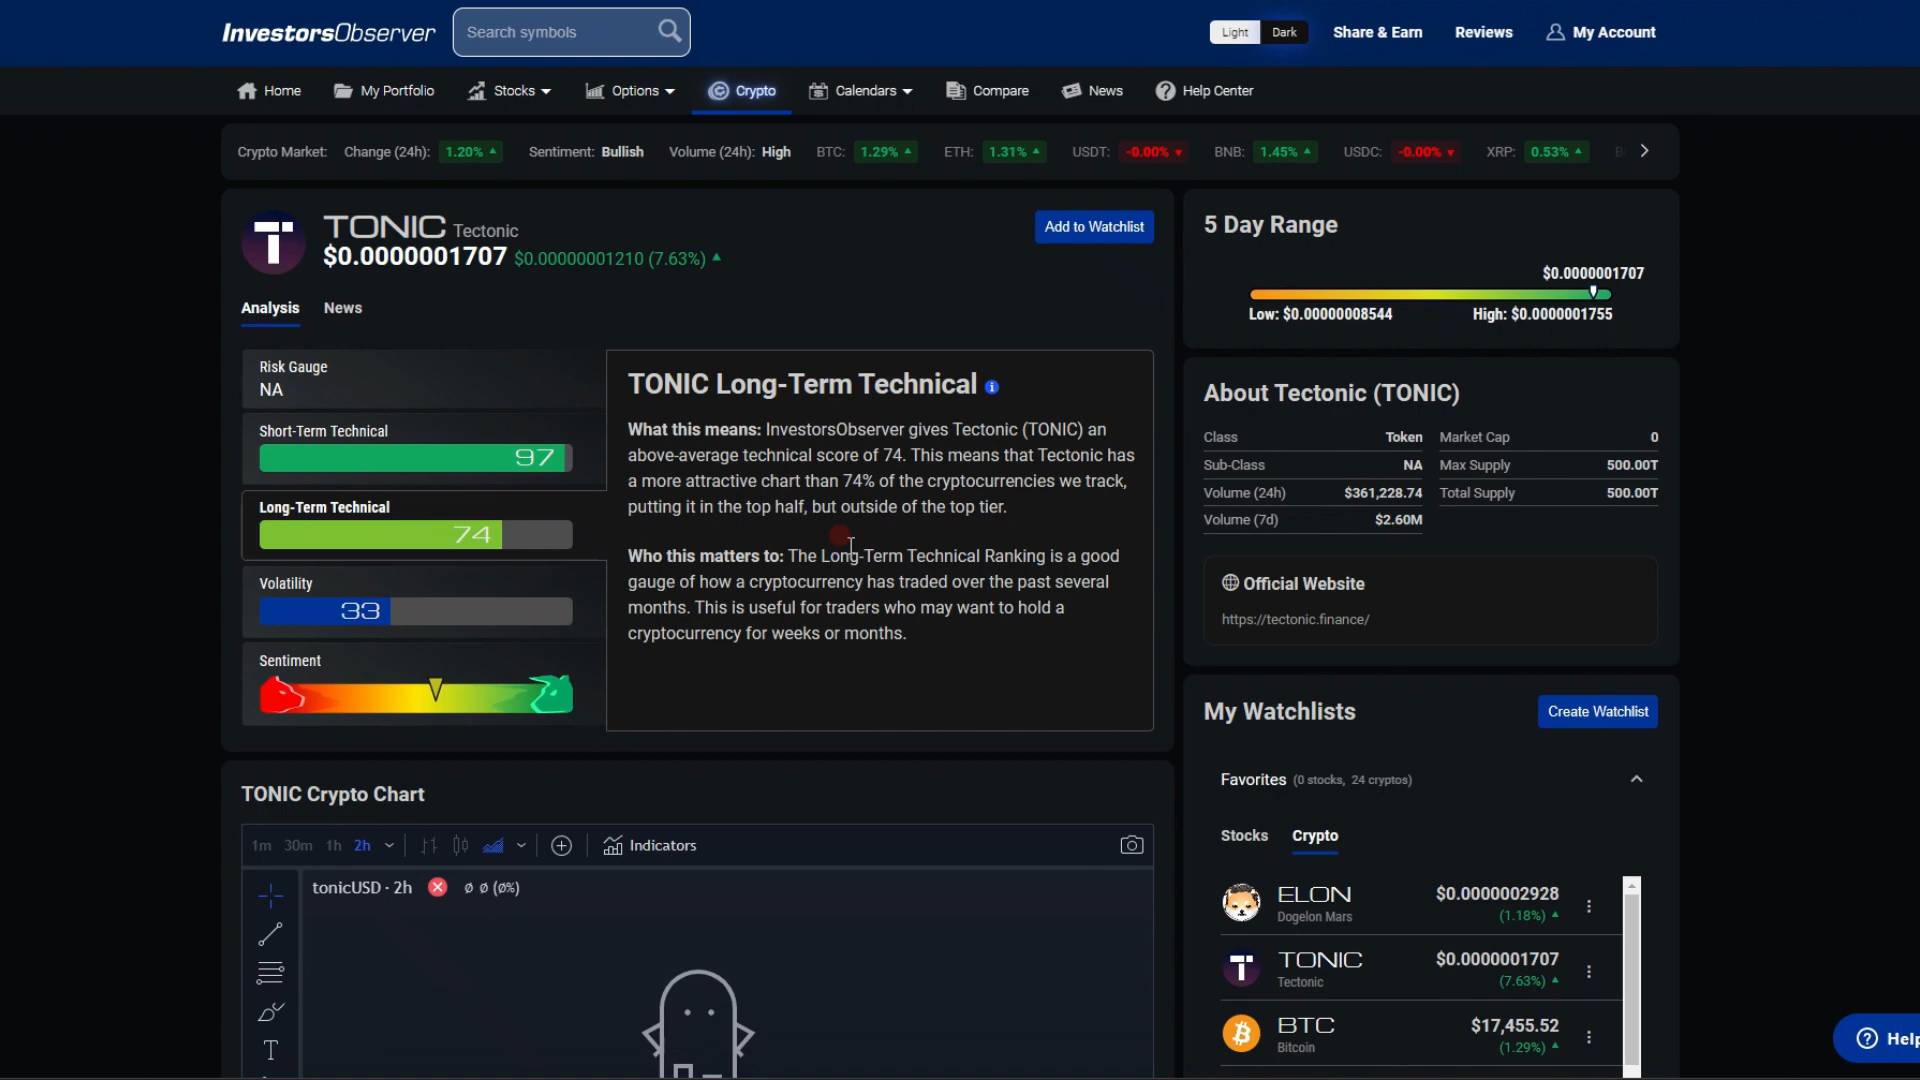 InvestorsObserver
Search symbols
Light Dark
Share & Earn
Reviews
My Account
Home
My Portfolio
Stocks
Options
Crypto
Calendars
Compare
News
Help Center
Crypto Market: Change (24h): 1.20% Sentiment: Bullish Volume (24h): High BTC: 1.29% ETH: 1.31% USDT: -0.00% BNB: 1.45% USDC: -0.00% XRP: 0.53%
TONIC Tectonic
$0.0000001707 $0.00000001210 (7.63%)
Add to Watchlist
Analysis News
Risk Gauge
NA
Short-Term Technical
97
Long-Term Technical
74
Volatility
33
Sentiment
TONIC Long-Term Technical
What this means: InvestorsObserver gives Tectonic (TONIC) an
above-average technical score of 74. This means that Tectonic has
a more attractive chart than 74% of the cryptocurrencies we track,
putting it in the top half, but outside of the top tier.
Who this matters to: The Long-Term Technical Ranking is a good
gauge of how a cryptocurrency has traded over the past several
months. This is useful for traders who may want to hold a
cryptocurrency for weeks or months.
TONIC Crypto Chart
1m 30m 1h 2h Indicators
tonicUSD · 2h ø ø (ø%)
T
5 Day Range
$0.0000001707
Low: $0.00000008544 High: $0.0000001755
About Tectonic (TONIC)
Class Token Market Cap 0
Sub-Class NA Max Supply 500.00T
Volume (24h) $361,228.74 Total Supply 500.00T
Volume (7d) $2.60M
Official Website
https://tectonic.finance/
My Watchlists
Create Watchlist
Favorites (0 stocks, 24 cryptos)
Stocks Crypto
ELON $0.0000002928
Dogelon Mars (1.18%)
TONIC $0.0000001707
Tectonic (7.63%)
BTC $17,455.52
Bitcoin (1.29%)
Help